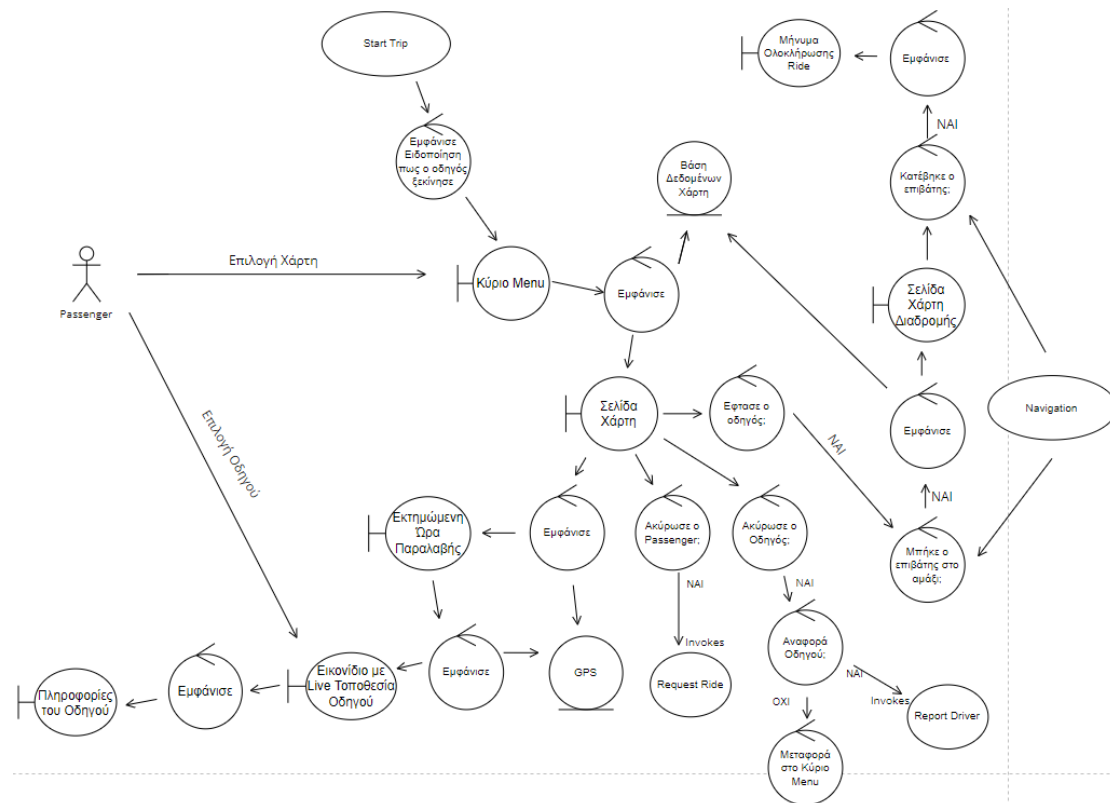 Start Trip
Μήνυμα
Ολοκλήρωσης
Ride
Εμφάνισε
ΝΑΙ
Εμφάνισε
Ειδοποίηση
πως ο οδηγός
ξεκίνησε
Βάση
Δεδομένων
Χάρτη
Κατέβηκε ο
επιβάτης;
Επιλογή Χάρτη
Passenger
Κύριο Menu
Εμφάνισε
Σελίδα
Χάρτη
Διαδρομής
Σελίδα
Χάρτη
Εφτασε ο
οδηγός;
ΝΑΙ
Εμφάνισε
Navigation
Επιλογή Οδηγού
ΝΑΙ
Εκτημώμενη
Ώρα
Παραλαβής
Εμφάνισε
Ακύρωσε ο
Passenger;
Ακύρωσε ο
Οδηγός;
Μπήκε ο
επιβάτης στο
αμάξι;
ΝΑΙ
ΝΑΙ
Invokes
Αναφορά
Οδηγού;
Πληροφορίες
του Οδηγού
Εμφάνισε
Εικονίδιο με
Live Τοποθεσία
Οδηγού
Εμφάνισε
GPS
Request Ride
ΝΑΙ
Invokes
Report Driver
ΟΧΙ
Μεταφορά
στο Κύριο
Menu